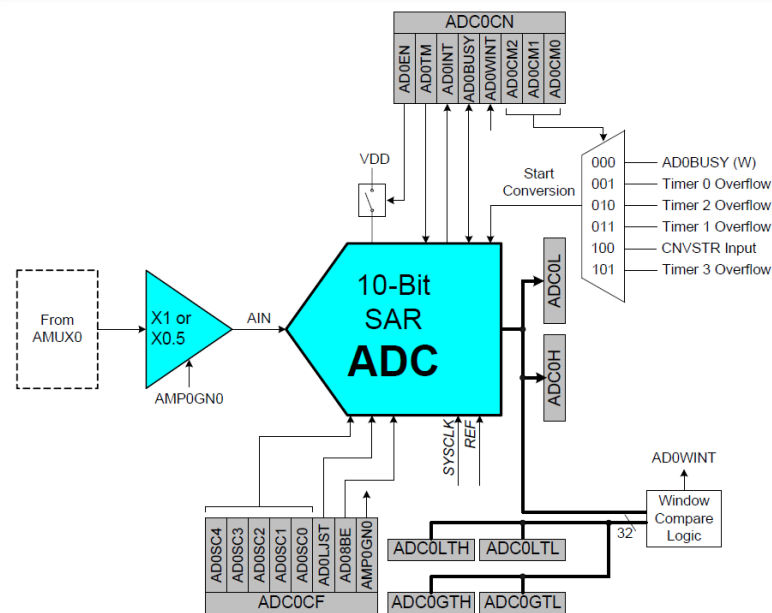 ADC0CN
AD0EN
AD0TM
AD0INT
AD0BUSY
AD0WINT
AD0CM2
AD0CM1
AD0CM0
VDD
Start
Conversion
000
AD0BUSY (W)
001
Timer 0 Overflow
010
Timer 2 Overflow
011
Timer 1 Overflow
100
CNVSTR Input
101
Timer 3 Overflow
From
AMUX0
X1 or
X0.5
AMP0GN0
AIN
10-Bit
SAR
ADC
ADC0L
ADC0H
SYSCLK
REF
AD0WINT
Window
Compare
Logic
32
AD0SC4
AD0SC3
AD0SC2
AD0SC1
AD0SC0
AD0LJST
AD08BE
AMP0GN0
ADC0CF
ADC0LTH
ADC0LTL
ADC0GTH
ADC0GTL